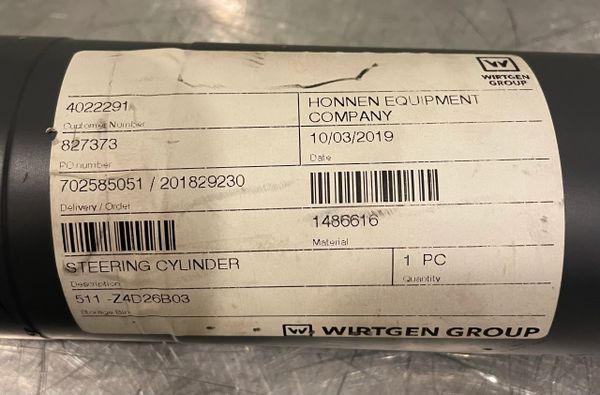 WIRTGEN
GROUP
4022291
Customer Number
HONNEN EQUIPMENT
COMPANY
827373
PO number
10/03/2019
Date
702585051 / 201829230
Delivery / Order
1486616
Material
STEERING CYLINDER
Description
1 PC
Quantity
511 -Z4D26B03
Storage Bin
WIRTGEN GROUP